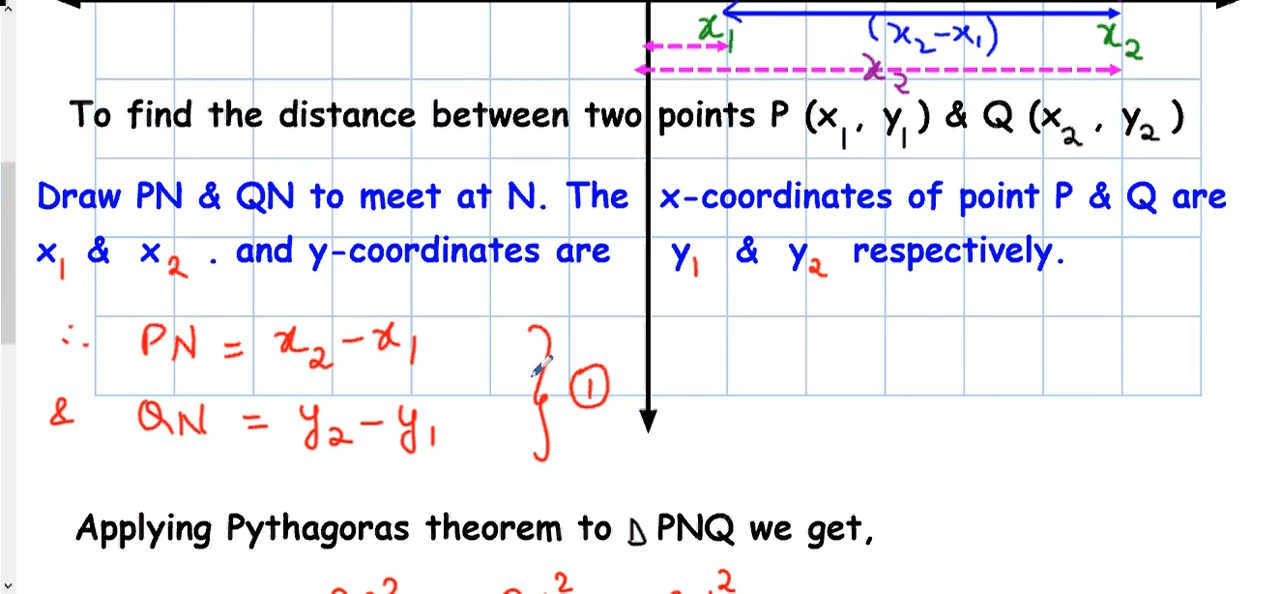 x₁ (x₂-x₁) x₂
x₂
To find the distance between two points P (x₁, y₁) & Q (x₂, y₂)
Draw PN & QN to meet at N. The x-coordinates of point P & Q are
x₁ & x₂ . and y-coordinates are y₁ & y₂ respectively.
∴ PN = x₂-x₁
& QN = y₂-y₁ } ①
Applying Pythagoras theorem to △ PNQ we get,